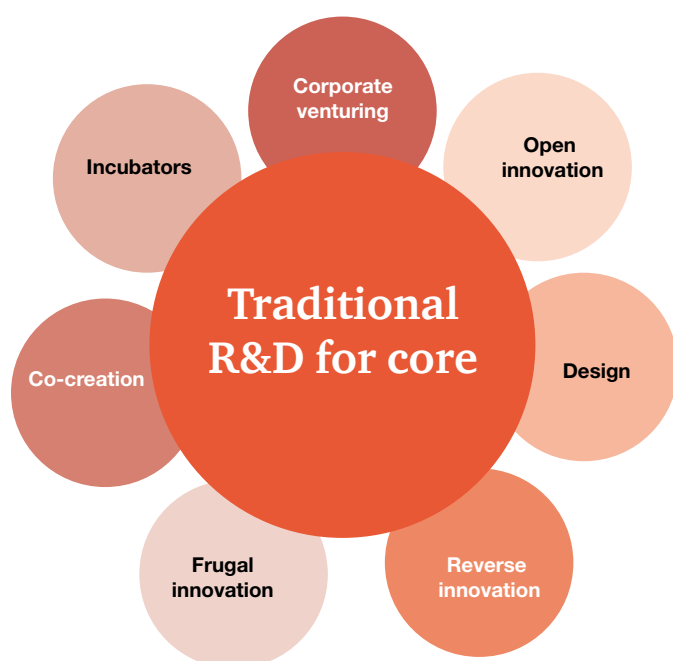 Corporate
venturing
Open
innovation
Incubators
Traditional
R&D for core
Design
Co-creation
Reverse
innovation
Frugal
innovation